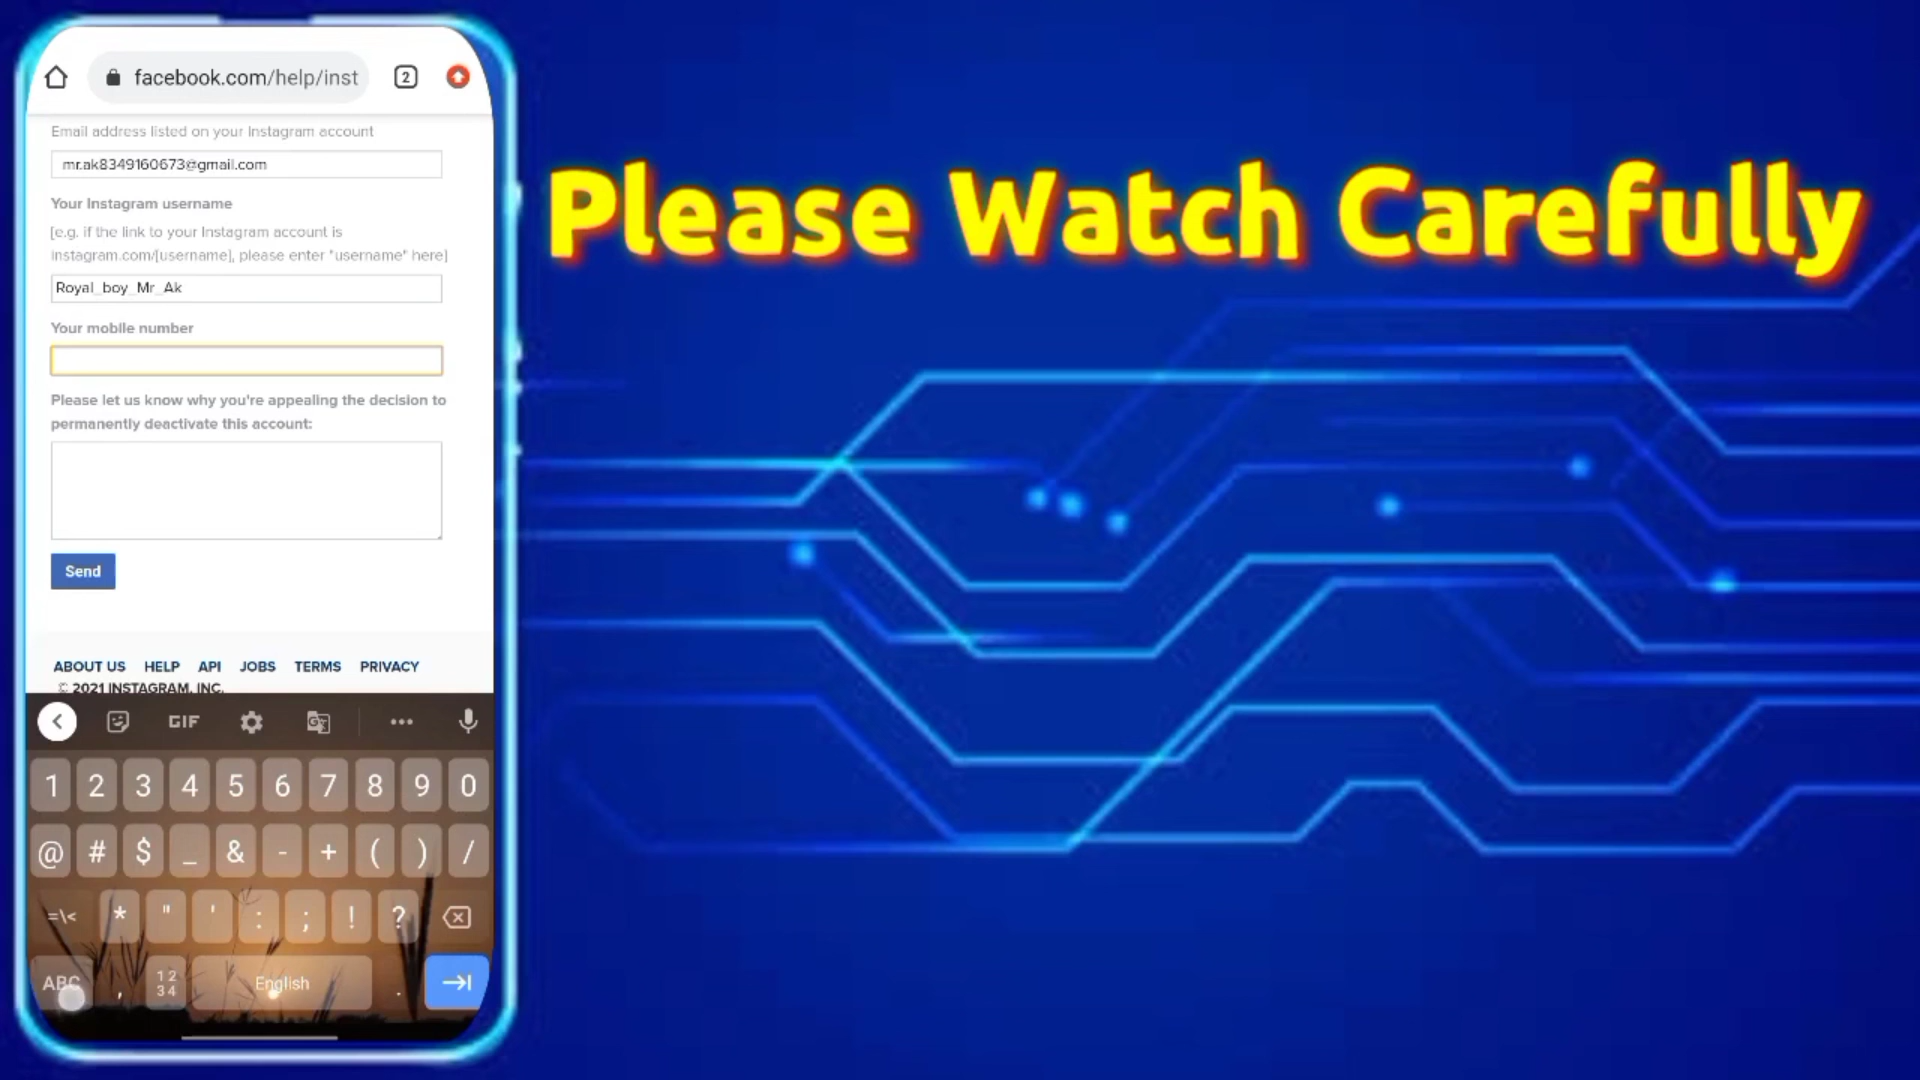 facebook.com/help/inst
2
Email address listed on your Instagram account
mr.ak8349160673@gmail.com
Your Instagram username
[e.g. if the link to your Instagram account is
instagram.com/[username], please enter "username" here]
Royal_boy_Mr_Ak
Your mobile number
Please let us know why you're appealing the decision to
permanently deactivate this account:
Send
ABOUT US HELP API JOBS TERMS PRIVACY
© 2021 INSTAGRAM, INC.
Please Watch Carefully
GIF
1 2 3 4 5 6 7 8 9 0
@ # $ _ & - + ( ) /
=\< * " ' : ; ! ?
ABC , 1 2 3 4 English .